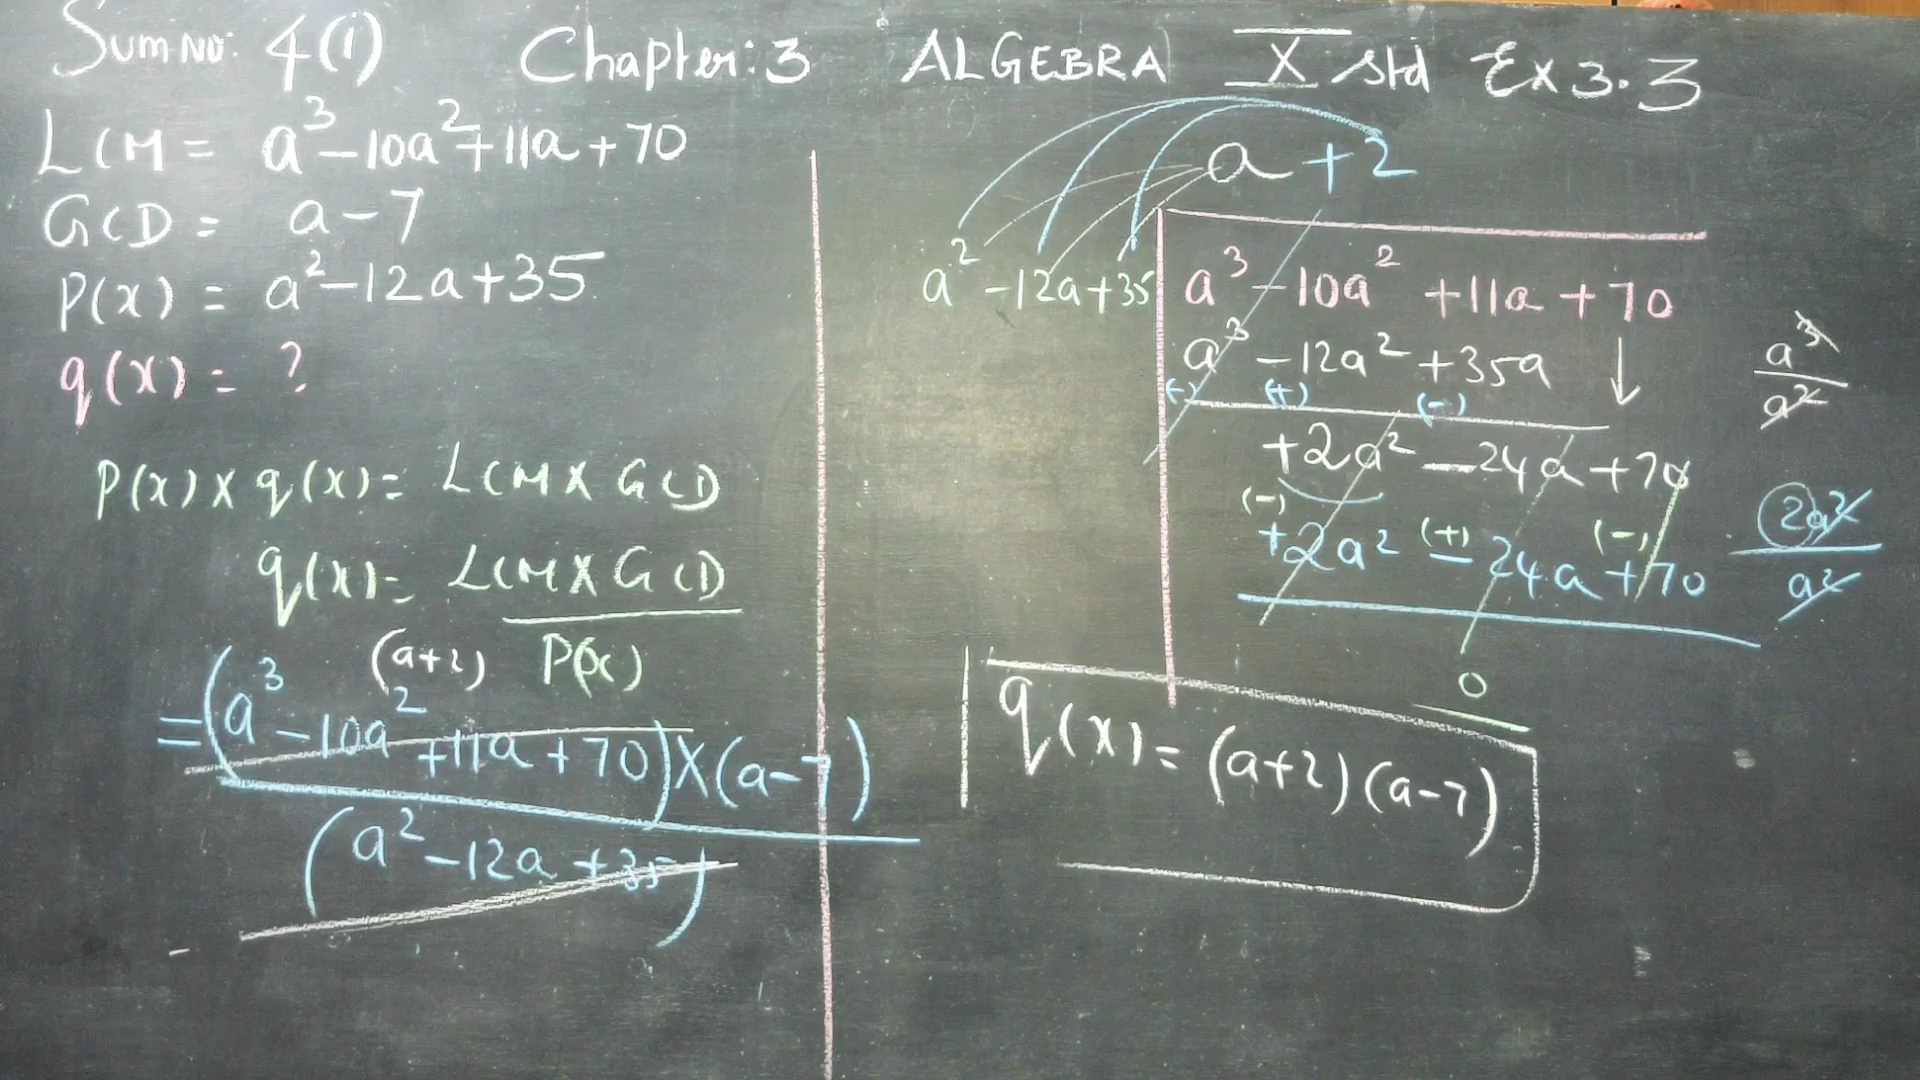 Sum No: 4(i) Chapter: 3 ALGEBRA X std Ex 3.3
LCM = a³-10a²+11a+70
GCD = a-7
P(x) = a²-12a+35
q(x) = ?
P(x) x q(x) = LCM X GCD
q(x) = LCM X GCD
P(x)
(a+2)
= (a³-10a²+11a+70) X (a-7)
(a²-12a+35)
a+2
a²-12a+35 a³-10a²+11a+70
a³-12a²+35a
(-) (+) (-)
a³
a²
+2a²-24a+70
(-) (+) (-)
+2a²-24a+70
2a²
a²
0
q(x) = (a+2)(a-7)